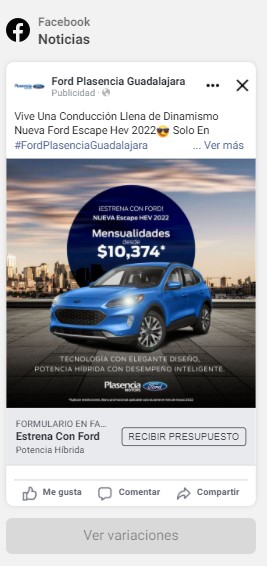 Facebook
Noticias
Ford Plasencia Guadalajara
Publicidad ·
Vive Una Conducción Llena de Dinamismo
Nueva Ford Escape Hev 2022😎 Solo En
#FordPlasenciaGuadalajara ... Ver más
¡ESTRENA CON FORD!
NUEVA Escape HEV 2022
Mensualidades
desde
$10,374*
TECNOLOGÍA CON ELEGANTE DISEÑO,
POTENCIA HÍBRIDA CON DESEMPEÑO INTELIGENTE.
Plasencia Ford
FORMULARIO EN FA...
Estrena Con Ford
RECIBIR PRESUPUESTO
Potencia Híbrida
Me gusta Comentar Compartir
Ver variaciones